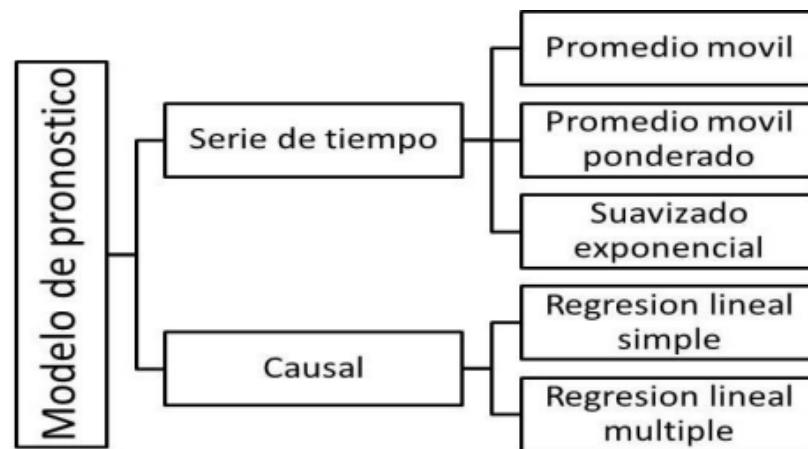 Modelo de pronostico
Serie de tiempo
Promedio movil
Promedio movil
ponderado
Suavizado
exponencial
Causal
Regresion lineal
simple
Regresion lineal
multiple